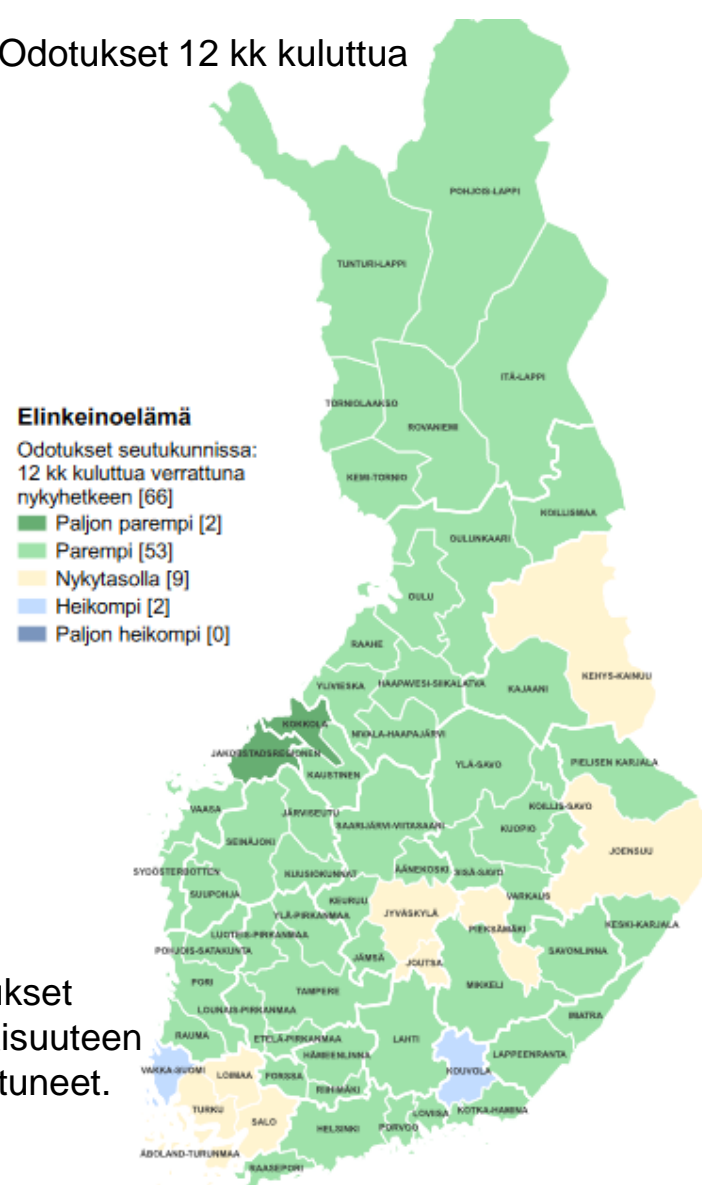 Odotukset 12 kk kuluttua
POHJOIS-LAPPI
TUNTURI-LAPPI
ITÄ-LAPPI
TORNIOLAAKSO
ROVANIEMI
KEMI-TORNIO
KOILLISMAA
OULUNKAARI
OULU
Elinkeinoelämä
Odotukset seutukunnissa:
12 kk kuluttua verrattuna
nykyhetkeen [66]
Paljon parempi [2]
Parempi [53]
Nykytasolla [9]
Heikompi [2]
Paljon heikompi [0]
RAAHE
KEHYS-KAINUU
YLIVIESKA
HAAPAVESI-SIIKALATVA
KAJAANI
KOKKOLA
NIVALA-HAAPAJÄRVI
JAKOBSTADSREGIONEN
YLÄ-SAVO
PIELISEN KARJALA
KAUSTINEN
VAASA
JÄRVISEUTU
KOILLIS-SAVO
SAARIJÄRVI-VIITASAARI
KUOPIO
SEINÄJOKI
JOENSUU
SYDÖSTERBOTTEN
KUUSIOKUNNAT
ÄÄNEKOSKI
SISÄ-SAVO
SUUPOHJA
KEURUU
VARKAUS
YLÄ-PIRKANMAA
JYVÄSKYLÄ
KESKI-KARJALA
PIEKSÄMÄKI
LUOTEIS-PIRKANMAA
POHJOIS-SATAKUNTA
SAVONLINNA
JÄMSÄ
JOUTSA
PORI
TAMPERE
MIKKELI
LOUNAIS-PIRKANMAA
IMATRA
RAUMA
ETELÄ-PIRKANMAA
LAHTI
HÄMEENLINNA
LAPPEENRANTA
VAKKA-SUOMI
LOIMAA
FORSSA
KOUVOLA
RIIHIMÄKI
TURKU
SALO
LOVIISA
KOTKA-HAMINA
HELSINKI
PORVOO
ÅBOLAND-TURUNMAA
RAASEPORI
ukset
isuuteen
tuneet.